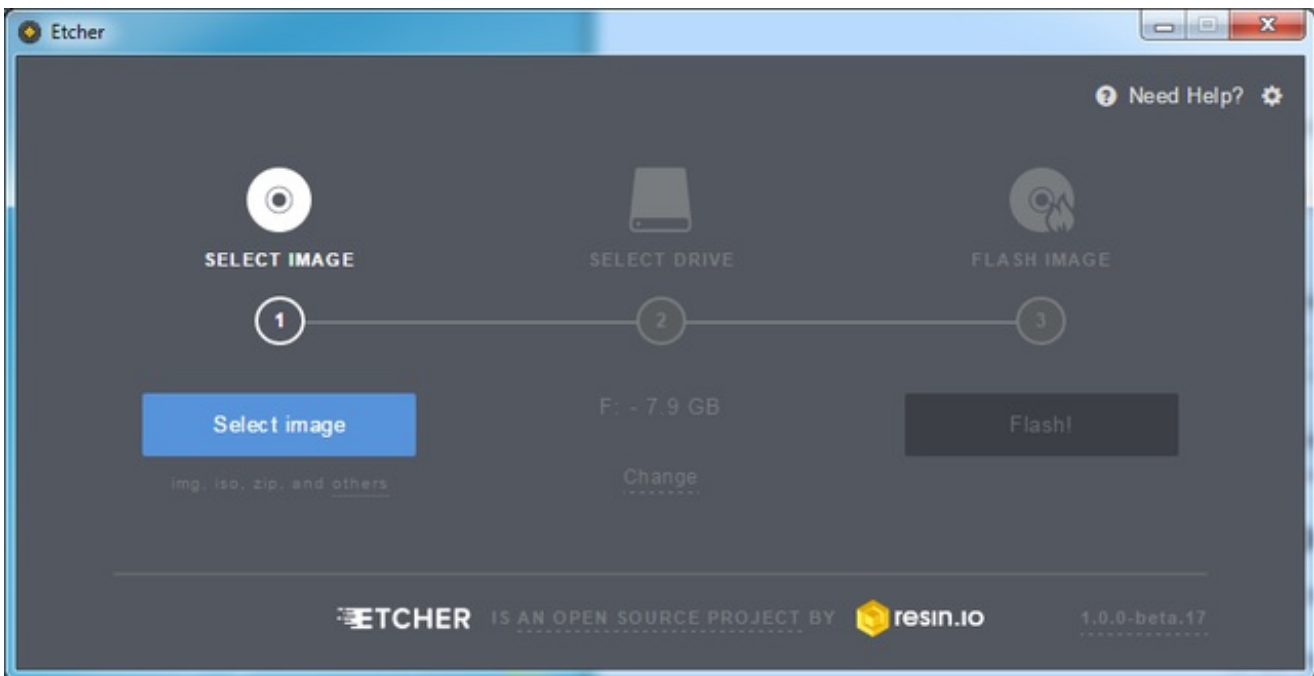 Etcher
Need Help?
SELECT IMAGE
SELECT DRIVE
FLASH IMAGE
1
2
3
Select image
F: - 7.9 GB
Flash!
img, iso, zip, and others
Change
ETCHER IS AN OPEN SOURCE PROJECT BY resin.io 1.0.0-beta.17